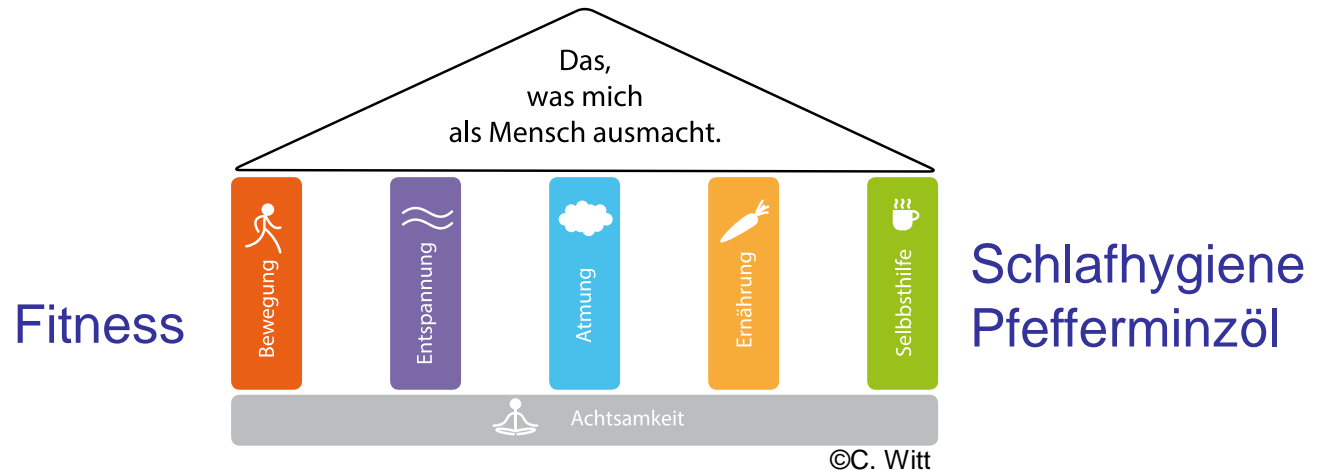 Das,
was mich
als Mensch ausmacht.
Fitness
Bewegung
Entspannung
Atmung
Ernährung
Selbbsthilfe
Schlafhygiene
Pfefferminzöl
Achtsamkeit
©C. Witt